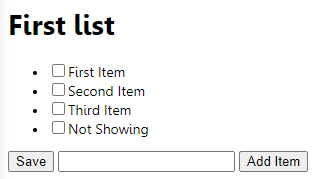 First list
First Item
Second Item
Third Item
Not Showing
Save Add Item